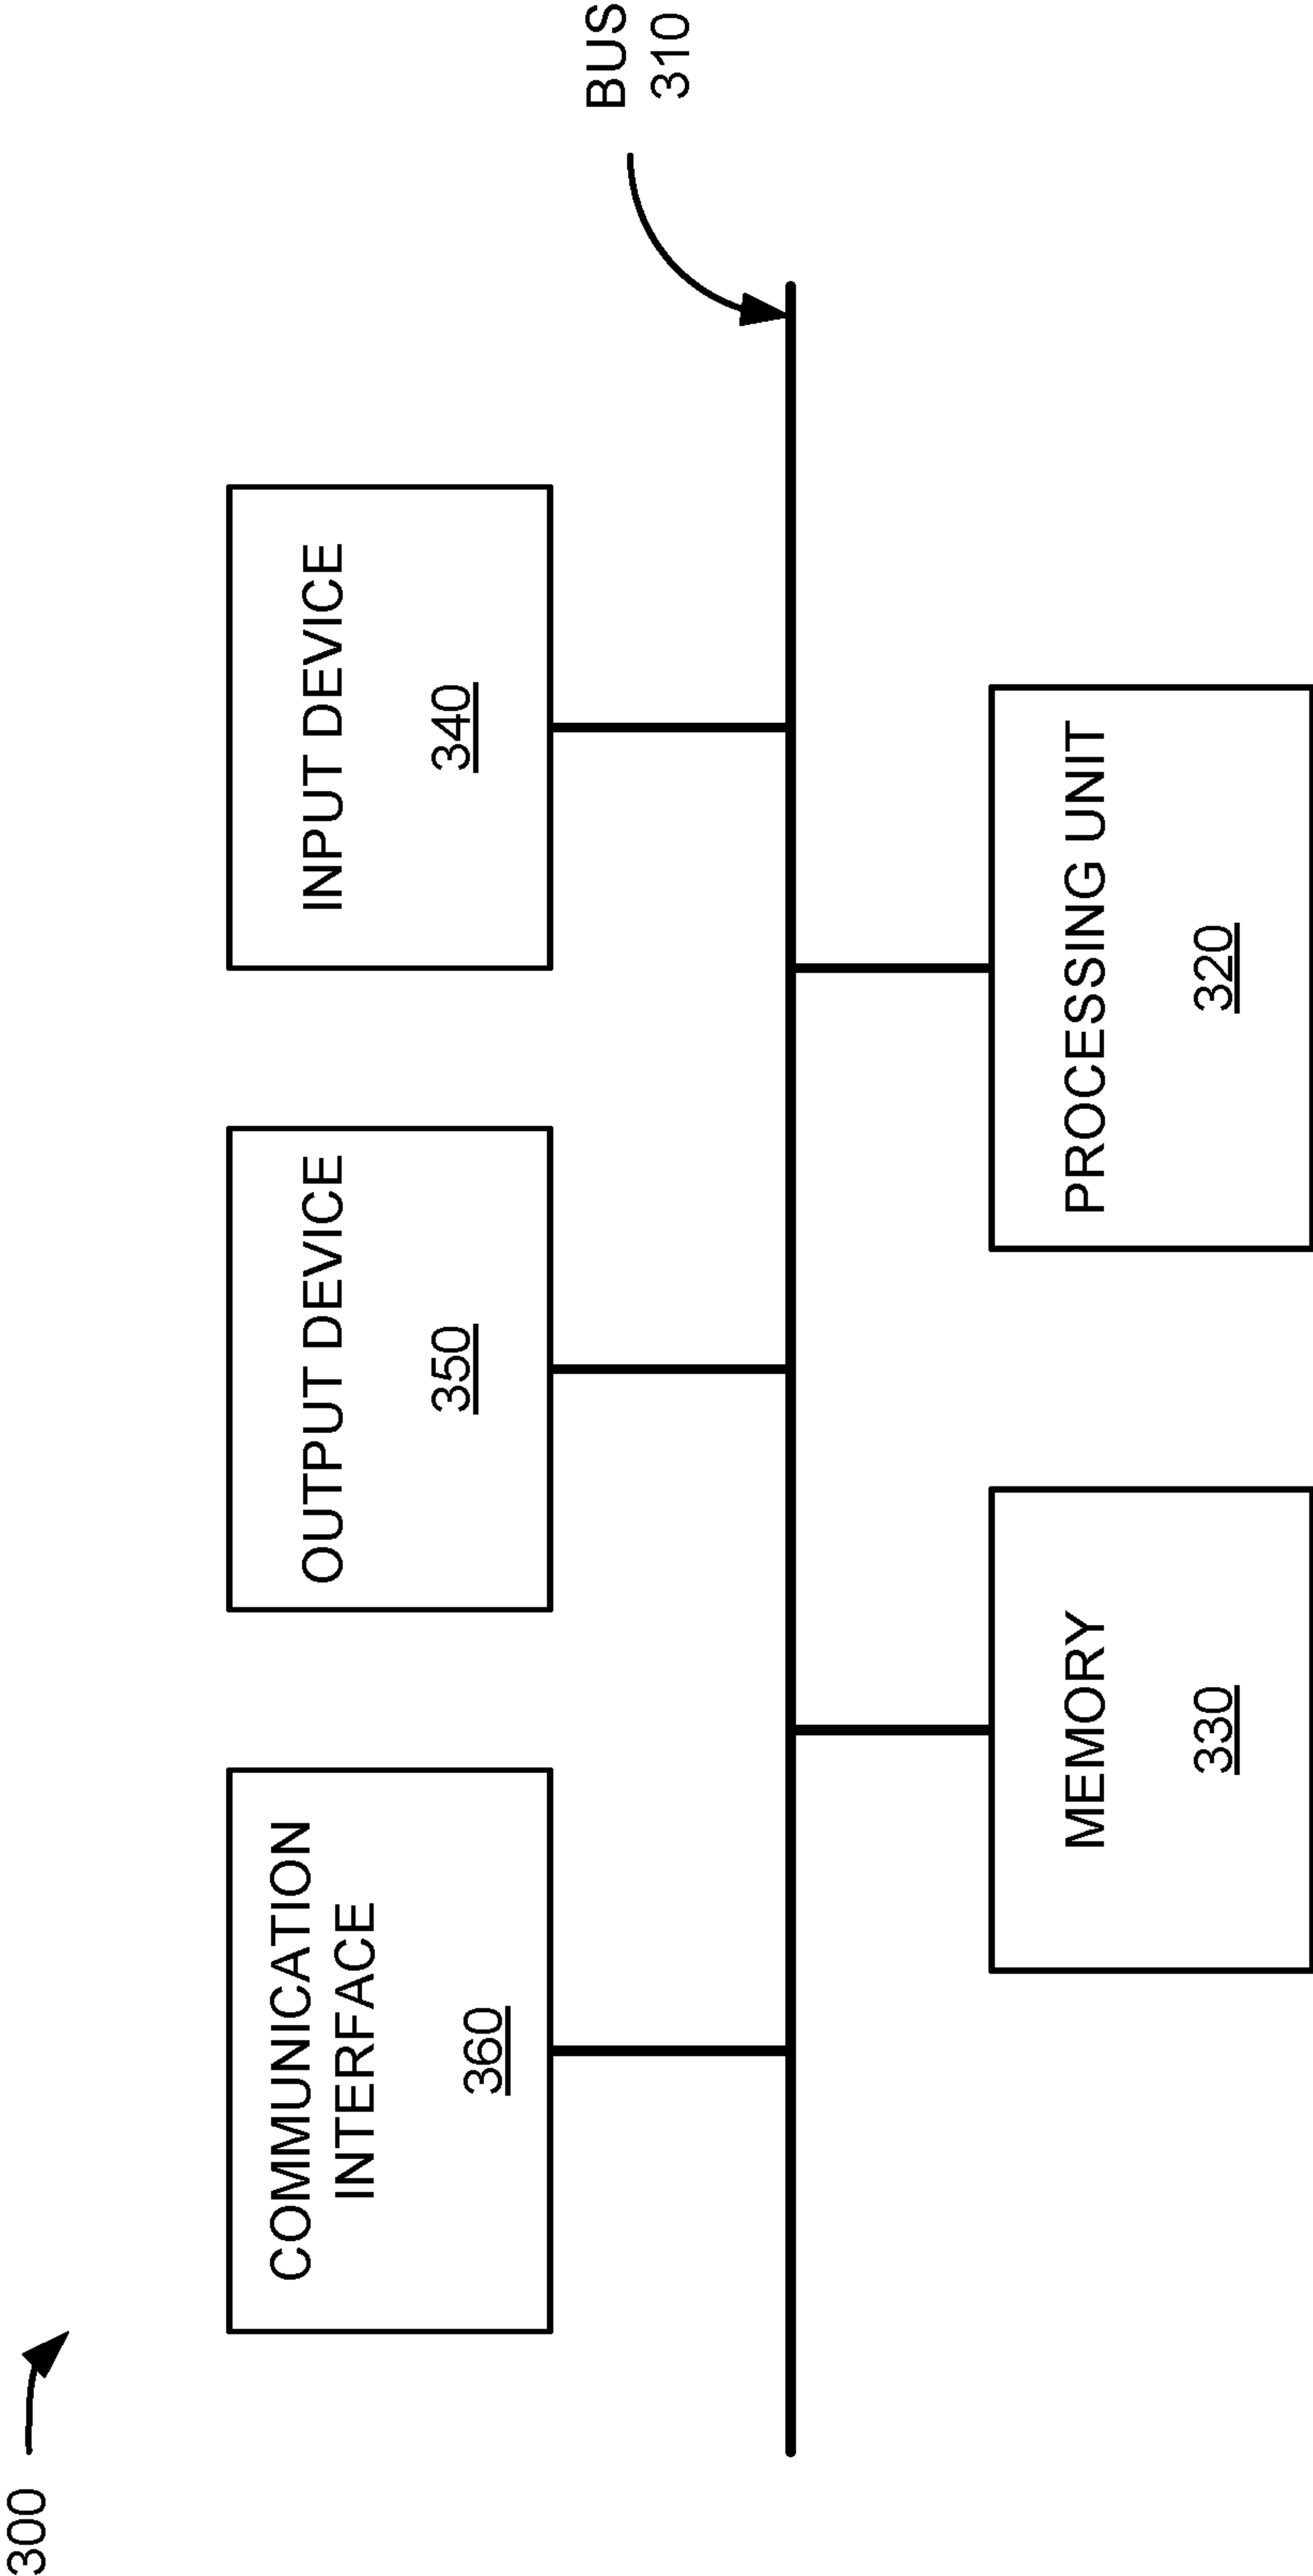 300
COMMUNICATION
INTERFACE
360
OUTPUT DEVICE
350
INPUT DEVICE
340
BUS
310
MEMORY
330
PROCESSING UNIT
320